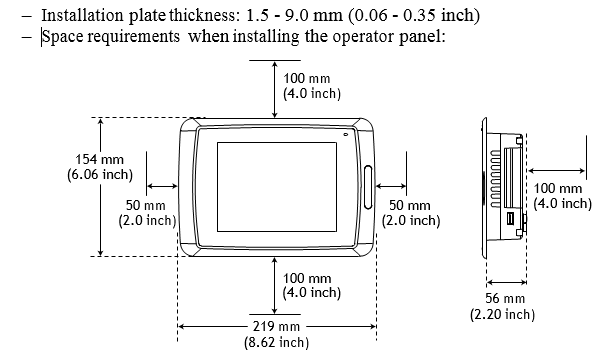 – Installation plate thickness: 1.5 - 9.0 mm (0.06 - 0.35 inch)
– Space requirements when installing the operator panel:
100 mm
(4.0 inch)
154 mm
(6.06 inch)
50 mm
(2.0 inch)
50 mm
(2.0 inch)
100 mm
(4.0 inch)
100 mm
(4.0 inch)
219 mm
(8.62 inch)
56 mm
(2.20 inch)